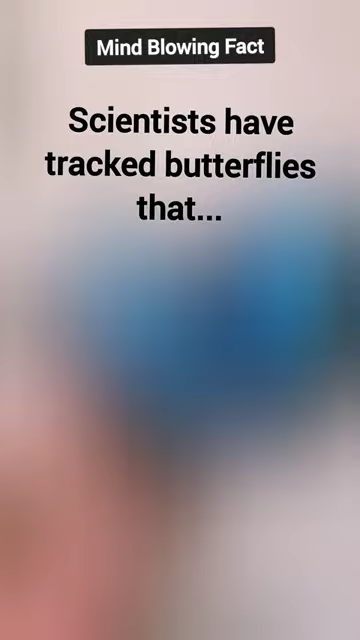 Mind Blowing Fact
Scientists have
tracked butterflies
that...